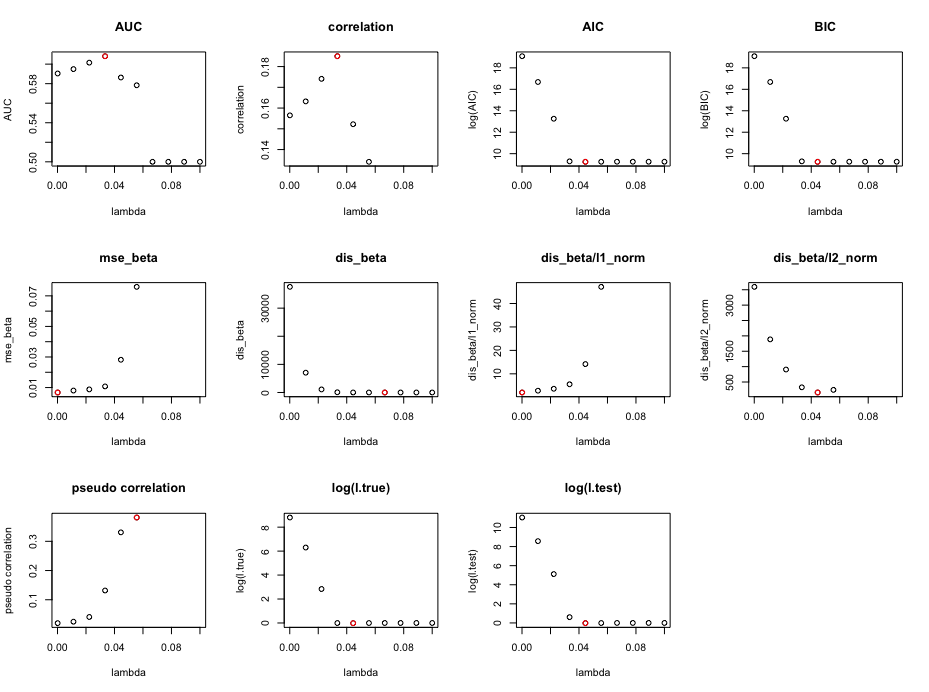 AUC
AUC
0.50 0.54 0.58
0.00 0.04 0.08
lambda
correlation
correlation
0.14 0.16 0.18
0.00 0.04 0.08
lambda
AIC
log(AIC)
10 12 14 16 18
0.00 0.04 0.08
lambda
BIC
log(BIC)
10 12 14 16 18
0.00 0.04 0.08
lambda
mse_beta
mse_beta
0.01 0.03 0.05 0.07
0.00 0.04 0.08
lambda
dis_beta
dis_beta
0 10000 30000
0.00 0.04 0.08
lambda
dis_beta/l1_norm
dis_beta/l1_norm
10 20 30 40
0.00 0.04 0.08
lambda
dis_beta/l2_norm
dis_beta/l2_norm
500 1500 3000
0.00 0.04 0.08
lambda
pseudo correlation
pseudo correlation
0.1 0.2 0.3
0.00 0.04 0.08
lambda
log(l.true)
log(l.true)
0 2 4 6 8
0.00 0.04 0.08
lambda
log(l.test)
log(l.test)
0 2 4 6 8 10
0.00 0.04 0.08
lambda